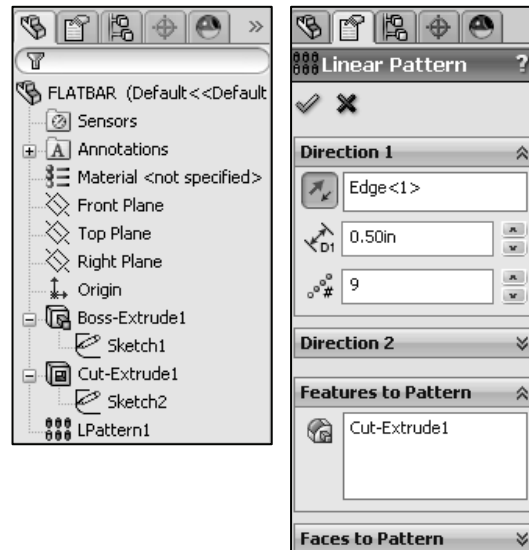 FLATBAR (Default<<Default
Sensors
A Annotations
Material <not specified>
Front Plane
Top Plane
Right Plane
Origin
Boss-Extrude1
Sketch1
Cut-Extrude1
Sketch2
LPattern1
Linear Pattern ?
Direction 1
Edge<1>
D1 0.50in
# 9
Direction 2
Features to Pattern
Cut-Extrude1
Faces to Pattern